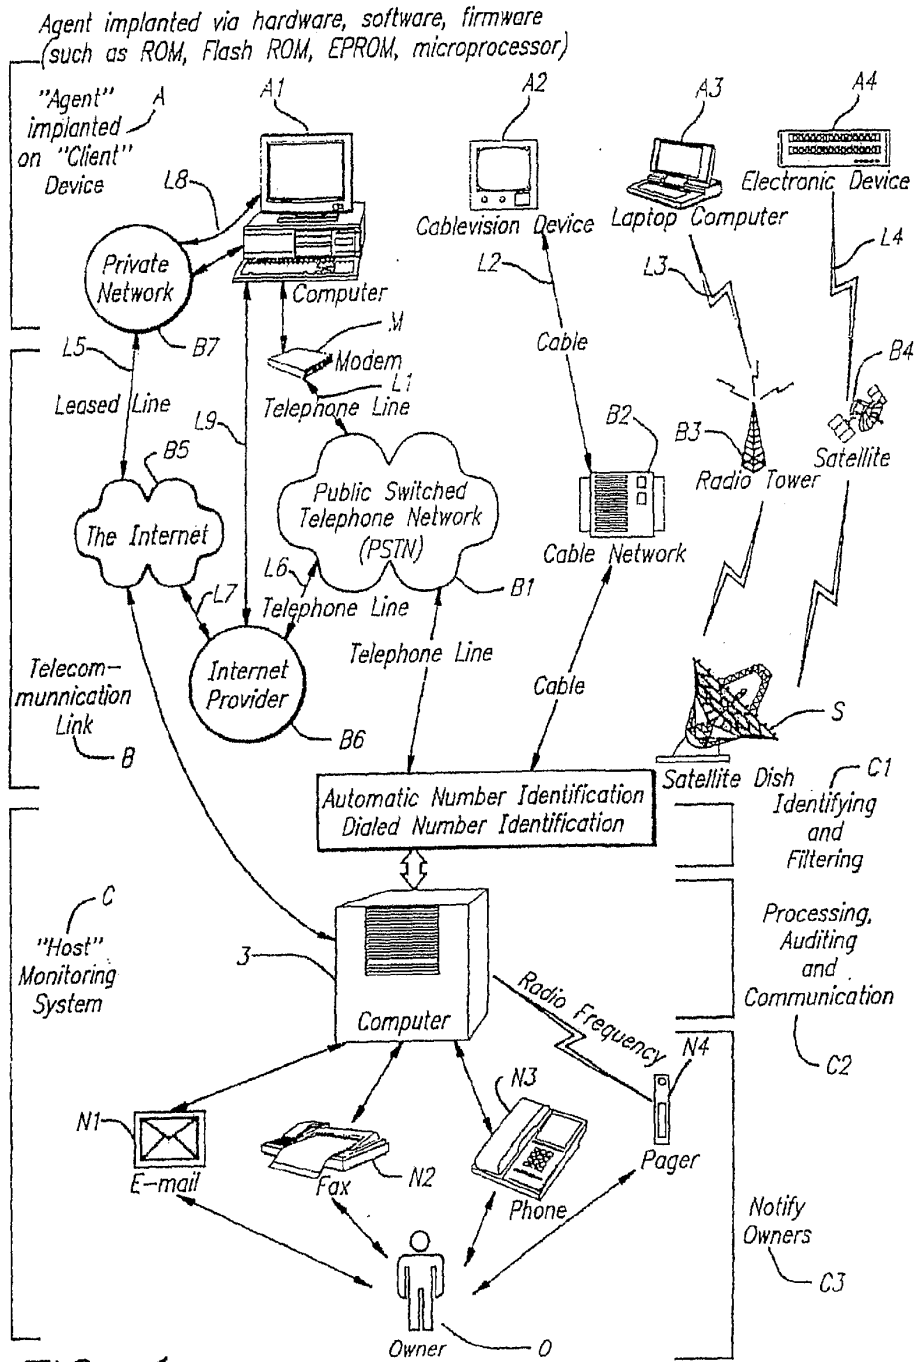 Agent implanted via hardware, software, firmware
(such as ROM, Flash ROM, EPROM, microprocessor)
"Agent"
implanted
on "Client"
Device
A
A1
A2
A3
A4
L8
Private
Network
Computer
Cablevision Device
Laptop Computer
Electronic Device
L2
L3
L4
L5
B7
M
Modem
L1
Cable
B4
Leased Line
L9
Telephone Line
B2
B3
B5
Radio Tower
Satellite
The Internet
Public Switched
Telephone Network
(PSTN)
Cable Network
L6
B1
L7
Telephone Line
Telephone Line
Telecom-
munnication
Link
B
Internet
Provider
B6
Cable
S
Satellite Dish
C1
Automatic Number Identification
Dialed Number Identification
Identifying
and
Filtering
C
"Host"
Monitoring
System
3
Computer
Processing,
Auditing
and
Communication
C2
Radio Frequency
N1
E-mail
Fax
N2
N3
Phone
N4
Pager
Notify
Owners
C3
Owner
O